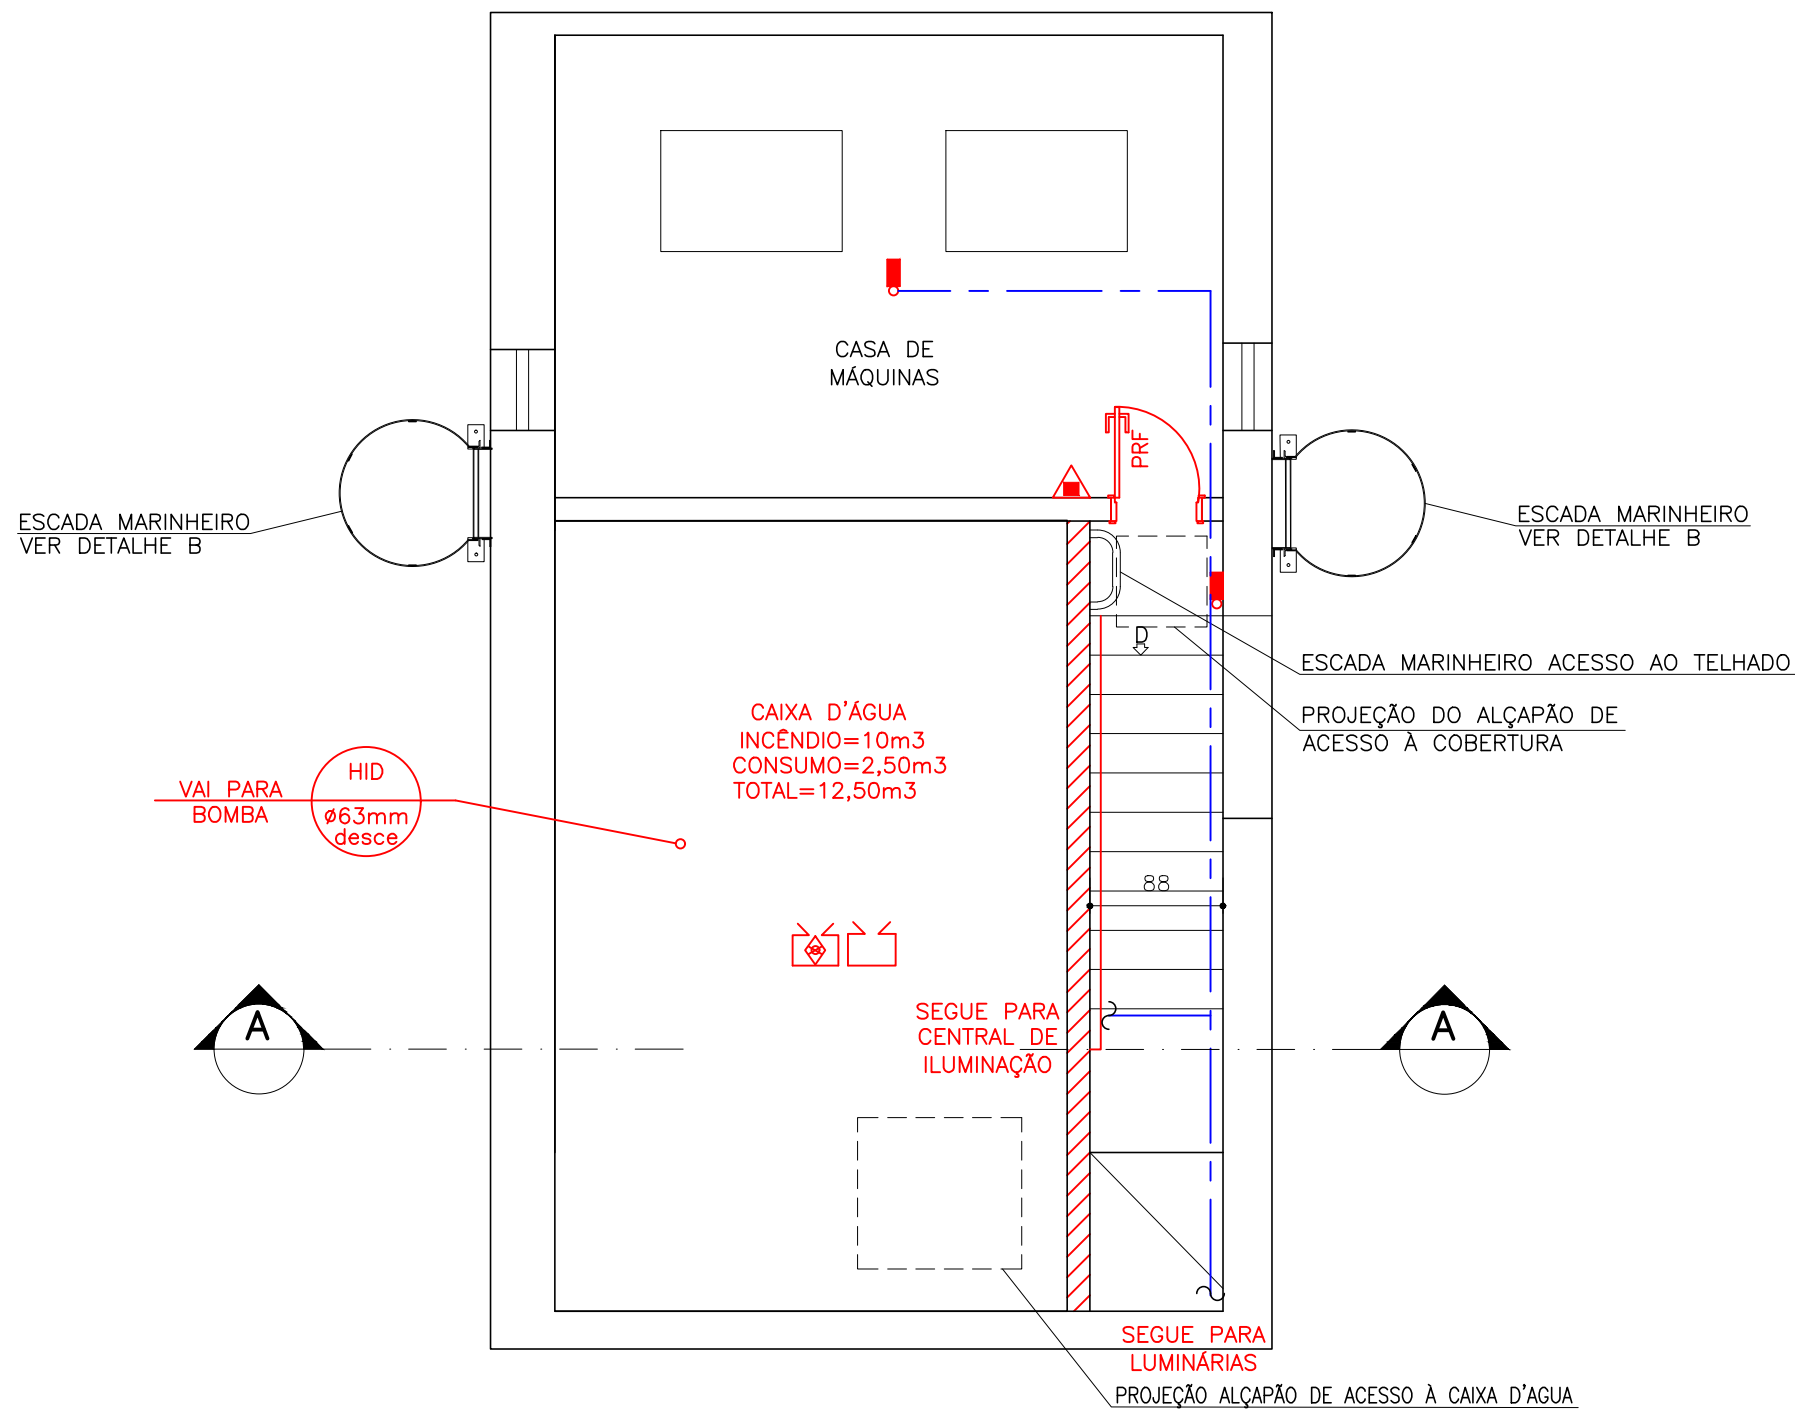 CASA DE
MÁQUINAS
PRF
ESCADA MARINHEIRO
VER DETALHE B
ESCADA MARINHEIRO
VER DETALHE B
D
ESCADA MARINHEIRO ACESSO AO TELHADO
PROJEÇÃO DO ALÇAPÃO DE
ACESSO À COBERTURA
CAIXA D'ÁGUA
INCÊNDIO=10m3
CONSUMO=2,50m3
TOTAL=12,50m3
VAI PARA
BOMBA
HID
ø63mm
desce
88
SEGUE PARA
CENTRAL DE
ILUMINAÇÃO
A
A
SEGUE PARA
LUMINÁRIAS
PROJEÇÃO ALÇAPÃO DE ACESSO À CAIXA D'AGUA